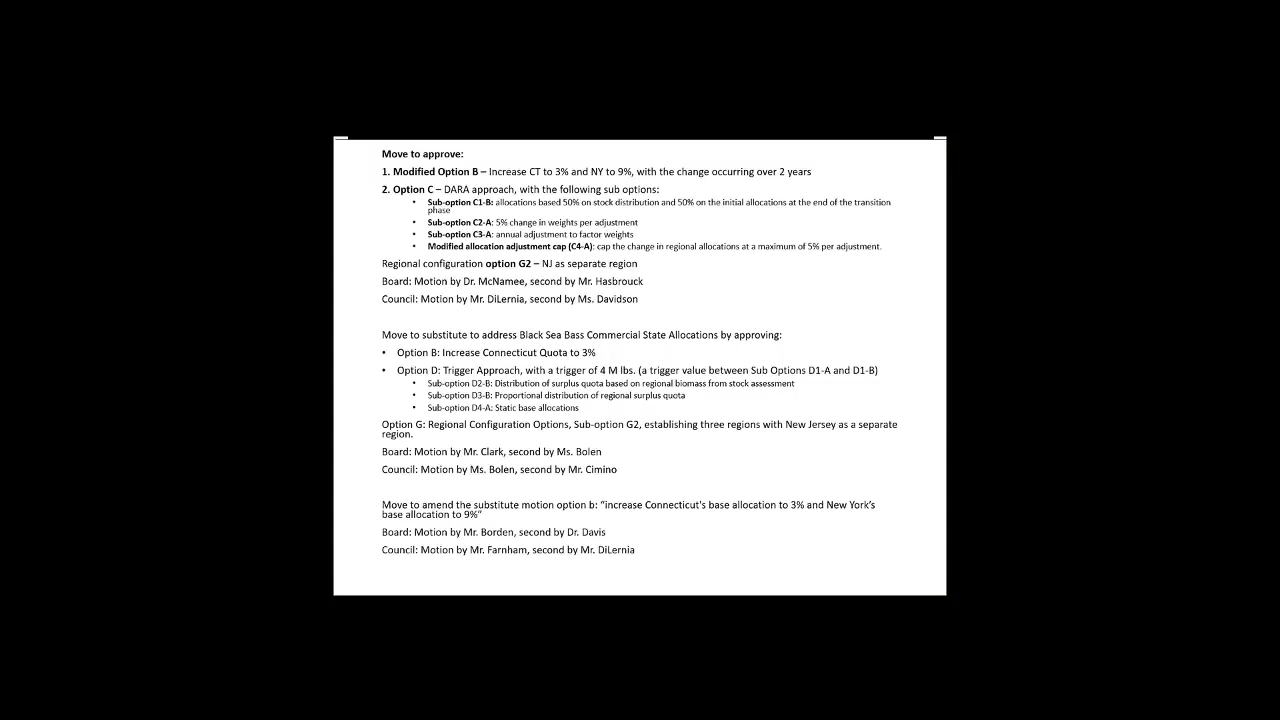 Move to approve:
1. Modified Option B – Increase CT to 3% and NY to 9%, with the change occurring over 2 years
2. Option C – DARA approach, with the following sub options:
• Sub-option C1-B: allocations based 50% on stock distribution and 50% on the initial allocations at the end of the transition
phase
• Sub-option C2-A: 5% change in weights per adjustment
• Sub-option C3-A: annual adjustment to factor weights
• Modified allocation adjustment cap (C4-A): cap the change in regional allocations at a maximum of 5% per adjustment.
Regional configuration option G2 – NJ as separate region
Board: Motion by Dr. McNamee, second by Mr. Hasbrouck
Council: Motion by Mr. DiLernia, second by Ms. Davidson
Move to substitute to address Black Sea Bass Commercial State Allocations by approving:
• Option B: Increase Connecticut Quota to 3%
• Option D: Trigger Approach, with a trigger of 4 M lbs. (a trigger value between Sub Options D1-A and D1-B)
• Sub-option D2-B: Distribution of surplus quota based on regional biomass from stock assessment
• Sub-option D3-B: Proportional distribution of regional surplus quota
• Sub-option D4-A: Static base allocations
Option G: Regional Configuration Options, Sub-option G2, establishing three regions with New Jersey as a separate
region.
Board: Motion by Mr. Clark, second by Ms. Bolen
Council: Motion by Ms. Bolen, second by Mr. Cimino
Move to amend the substitute motion option b: “increase Connecticut's base allocation to 3% and New York’s
base allocation to 9%”
Board: Motion by Mr. Borden, second by Dr. Davis
Council: Motion by Mr. Farnham, second by Mr. DiLernia